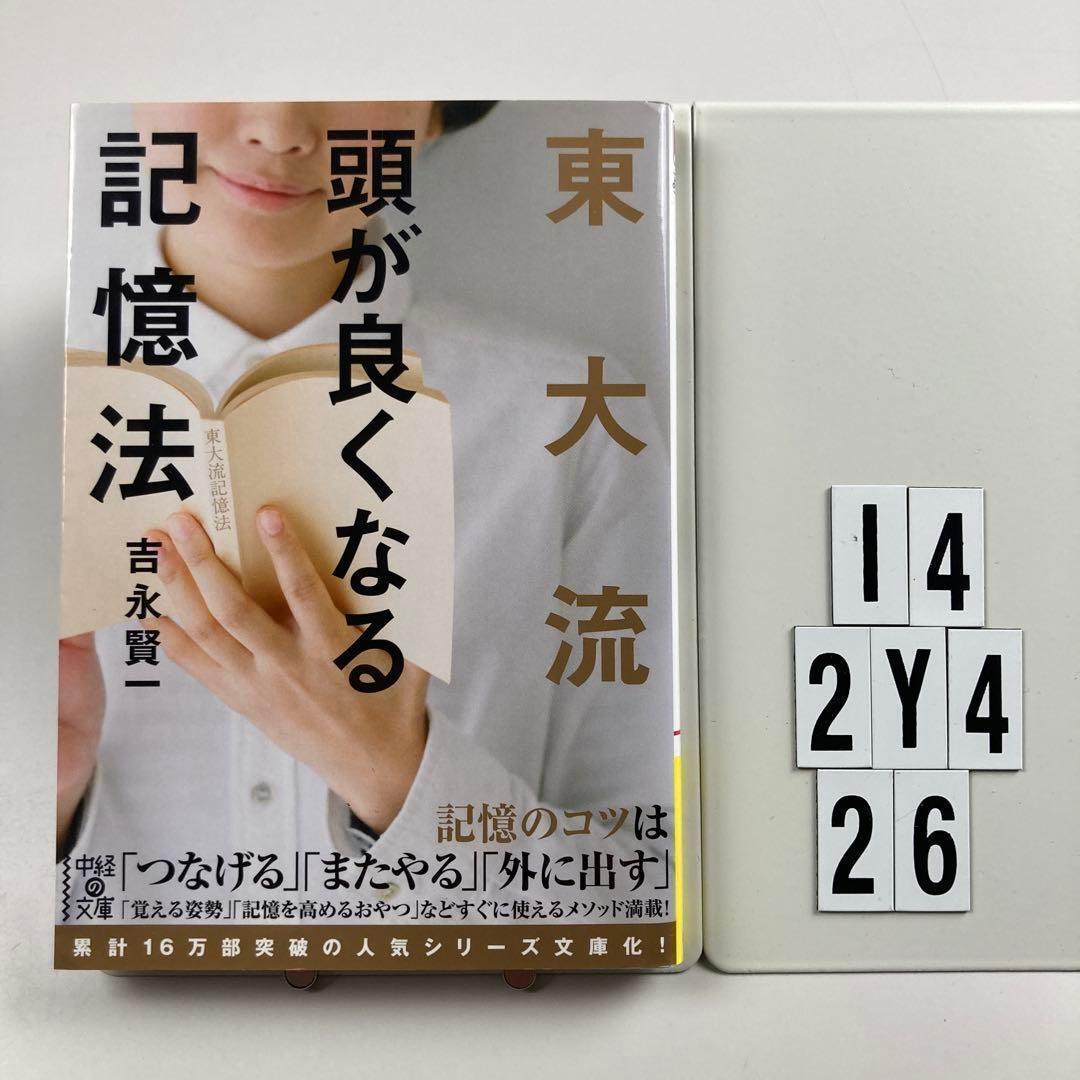 東大流
頭が良くなる
記憶法
吉永賢一
東大流記憶法
記憶のコツは
「つなげる」「またやる」「外に出す」
中経の文庫
「覚える姿勢」「記憶を高めるおやつ」などすぐに使えるメソッド満載!
累計16万部突破の人気シリーズ文庫化!
I4
2Y4
26